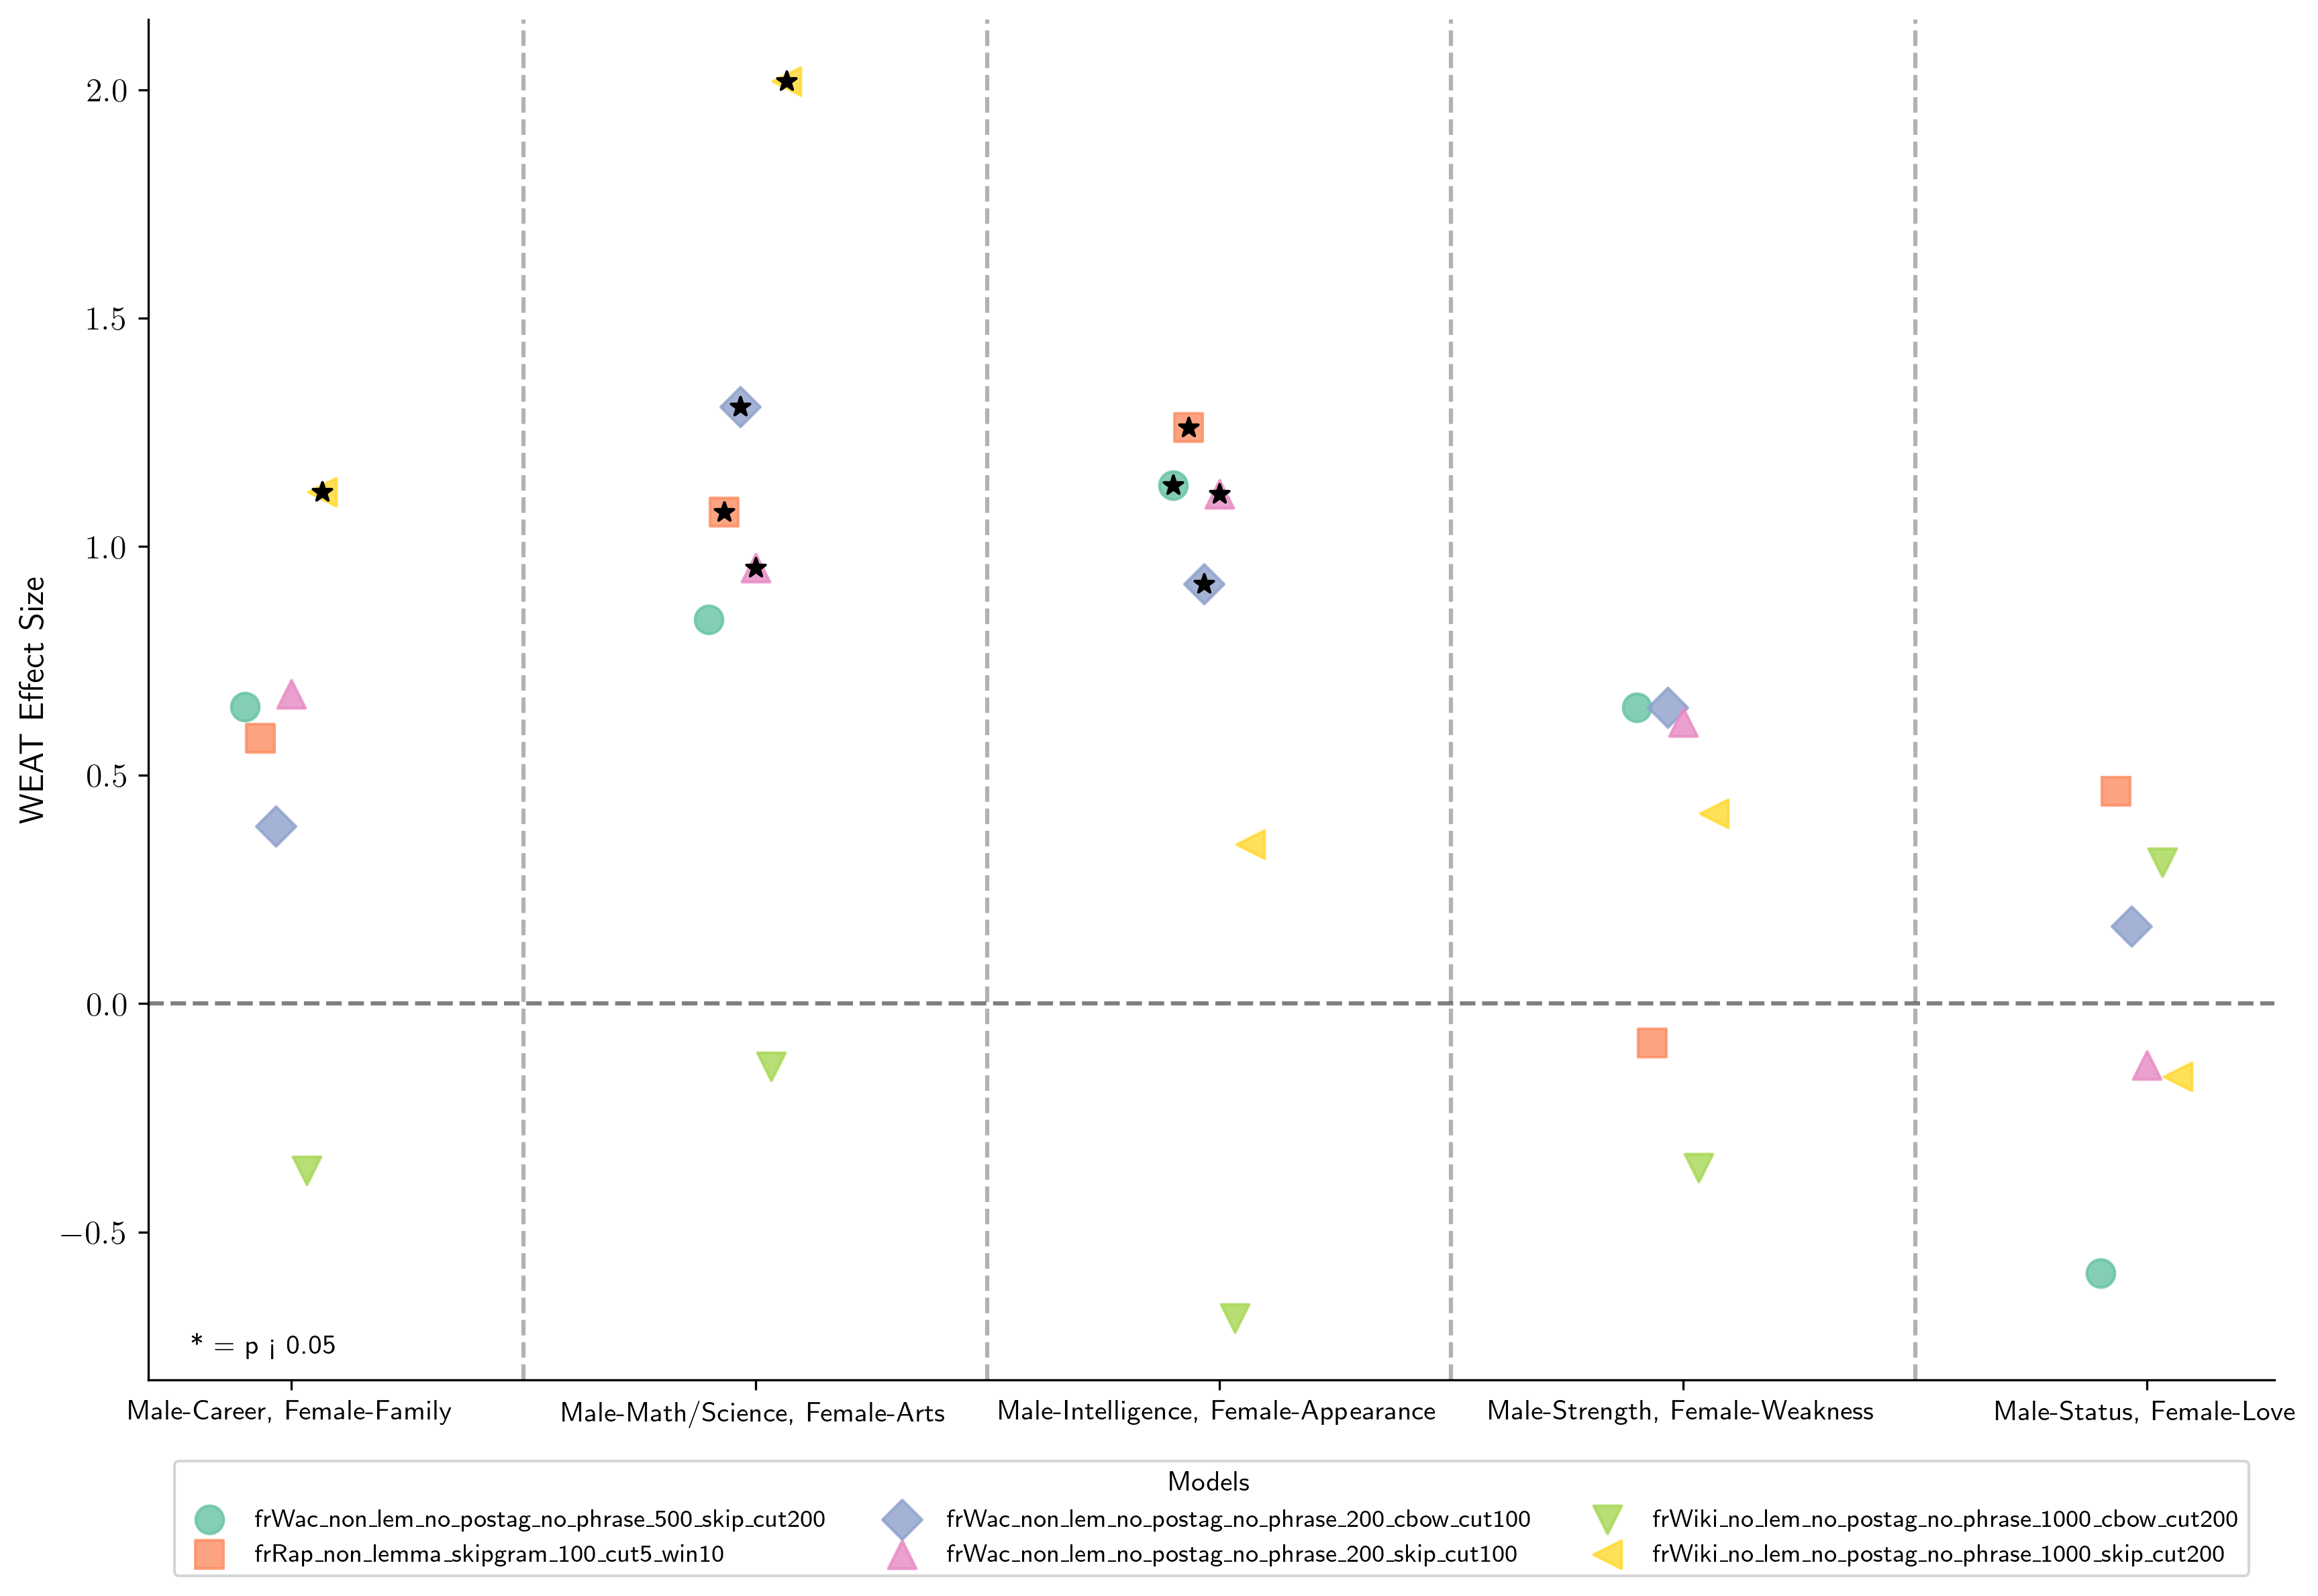 2.0
1.5
1.0
0.5
0.0
−0.5
WEAT Effect Size
* = p ¡ 0.05
Male-Career, Female-Family
Male-Math/Science, Female-Arts
Male-Intelligence, Female-Appearance
Male-Strength, Female-Weakness
Male-Status, Female-Love
Models
frWac_non_lem_no_postag_no_phrase_500_skip_cut200
frRap_non_lemma_skipgram_100_cut5_win10
frWac_non_lem_no_postag_no_phrase_200_cbow_cut100
frWac_non_lem_no_postag_no_phrase_200_skip_cut100
frWiki_no_lem_no_postag_no_phrase_1000_cbow_cut200
frWiki_no_lem_no_postag_no_phrase_1000_skip_cut200